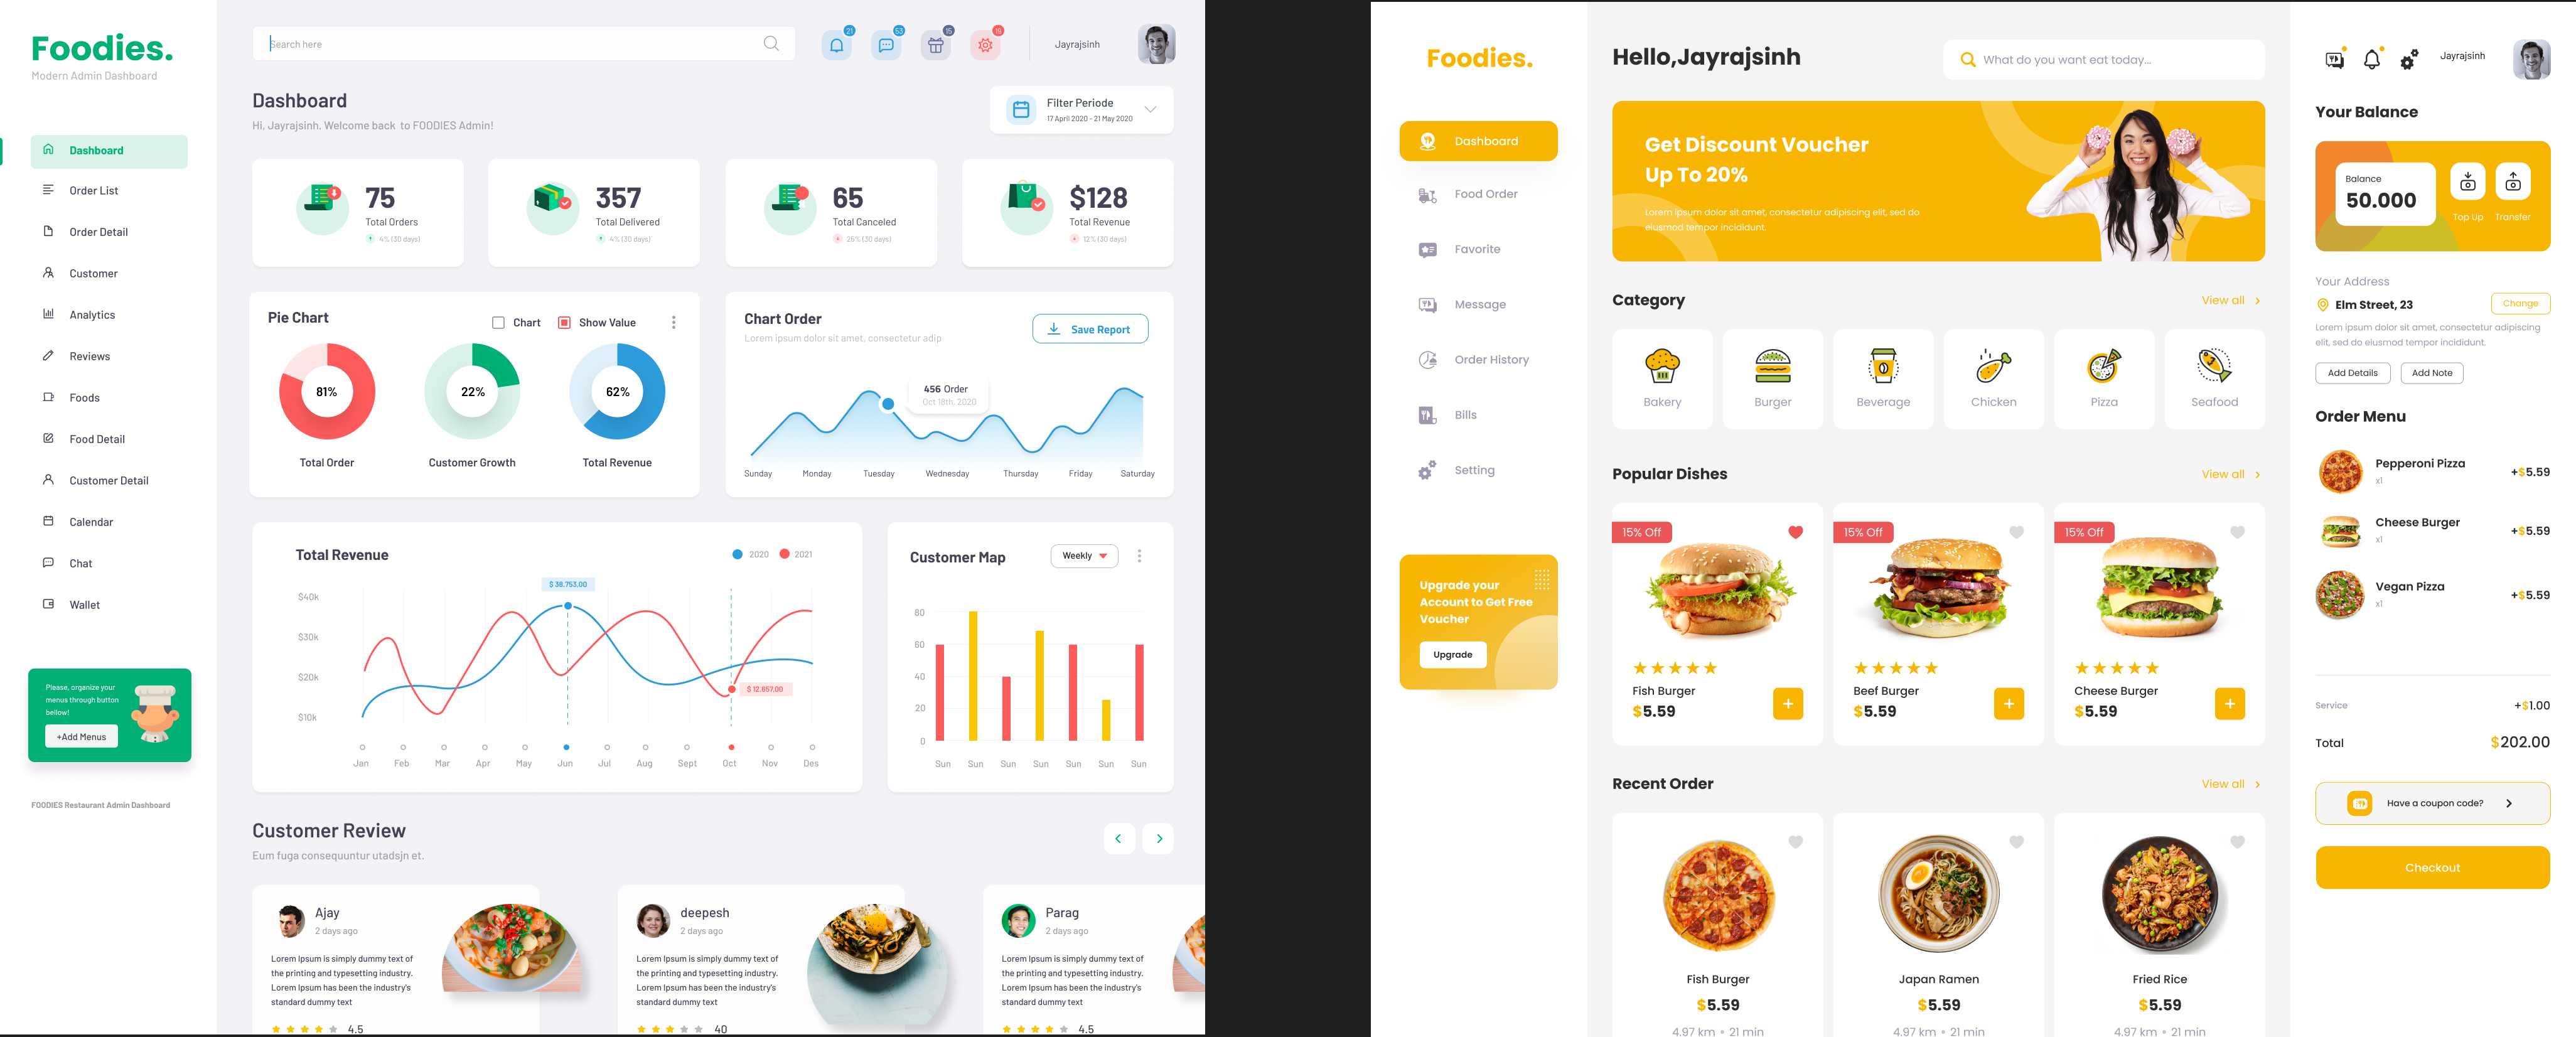 Foodies.
Modern Admin Dashboard
Dashboard
Order List
Order Detail
Customer
Analytics
Reviews
Foods
Food Detail
Customer Detail
Calendar
Chat
Wallet
Please, organize your
menus through button
bellow!
+Add Menus
FOODIES Restaurant Admin Dashboard
Search here
21
53
15
19
Jayrajsinh
Dashboard
Hi, Jayrajsinh. Welcome back to FOODIES Admin!
Filter Periode
17 April 2020 - 21 May 2020
75
Total Orders
4% (30 days)
357
Total Delivered
4% (30 days)
65
Total Canceled
25% (30 days)
$128
Total Revenue
12% (30 days)
Pie Chart
Chart
Show Value
81%
22%
62%
Total Order
Customer Growth
Total Revenue
Chart Order
Lorem ipsum dolor sit amet, consectetur adip
Save Report
456 Order
Oct 18th, 2020
Sunday
Monday
Tuesday
Wednesday
Thursday
Friday
Saturday
Total Revenue
2020
2021
$ 38.753,00
$40k
$30k
$20k
$10k
$ 12.657,00
Jan
Feb
Mar
Apr
May
Jun
Jul
Aug
Sept
Oct
Nov
Des
Customer Map
Weekly
80
60
40
20
0
Sun
Sun
Sun
Sun
Sun
Sun
Sun
Customer Review
Eum fuga consequuntur utadsjn et.
Ajay
2 days ago
Lorem Ipsum is simply dummy text of
the printing and typesetting industry.
Lorem Ipsum has been the industry's
standard dummy text
4.5
deepesh
2 days ago
Lorem Ipsum is simply dummy text of
the printing and typesetting industry.
Lorem Ipsum has been the industry's
standard dummy text
40
Parag
2 days ago
Lorem Ipsum is simply dummy text of
the printing and typesetting industry.
Lorem Ipsum has been the industry's
standard dummy text
4.5
Foodies.
Dashboard
Food Order
Favorite
Message
Order History
Bills
Setting
Upgrade your
Account to Get Free
Voucher
Upgrade
Hello,Jayrajsinh
What do you want eat today...
Get Discount Voucher
Up To 20%
Lorem ipsum dolor sit amet, consectetur adipiscing elit, sed do
eiusmod tempor incididunt.
Category
View all
Bakery
Burger
Beverage
Chicken
Pizza
Seafood
Popular Dishes
View all
15% Off
Fish Burger
$5.59
15% Off
Beef Burger
$5.59
15% Off
Cheese Burger
$5.59
Recent Order
View all
Fish Burger
$5.59
4.97 km • 21 min
Japan Ramen
$5.59
4.97 km • 21 min
Fried Rice
$5.59
4.97 km • 21 min
Jayrajsinh
Your Balance
Balance
50.000
Top Up
Transfer
Your Address
Elm Street, 23
Change
Lorem ipsum dolor sit amet, consectetur adipiscing
elit, sed do eiusmod tempor incididunt.
Add Details
Add Note
Order Menu
Pepperoni Pizza
x1
+$5.59
Cheese Burger
x1
+$5.59
Vegan Pizza
x1
+$5.59
Service
+$1.00
Total
$202.00
Have a coupon code?
Checkout